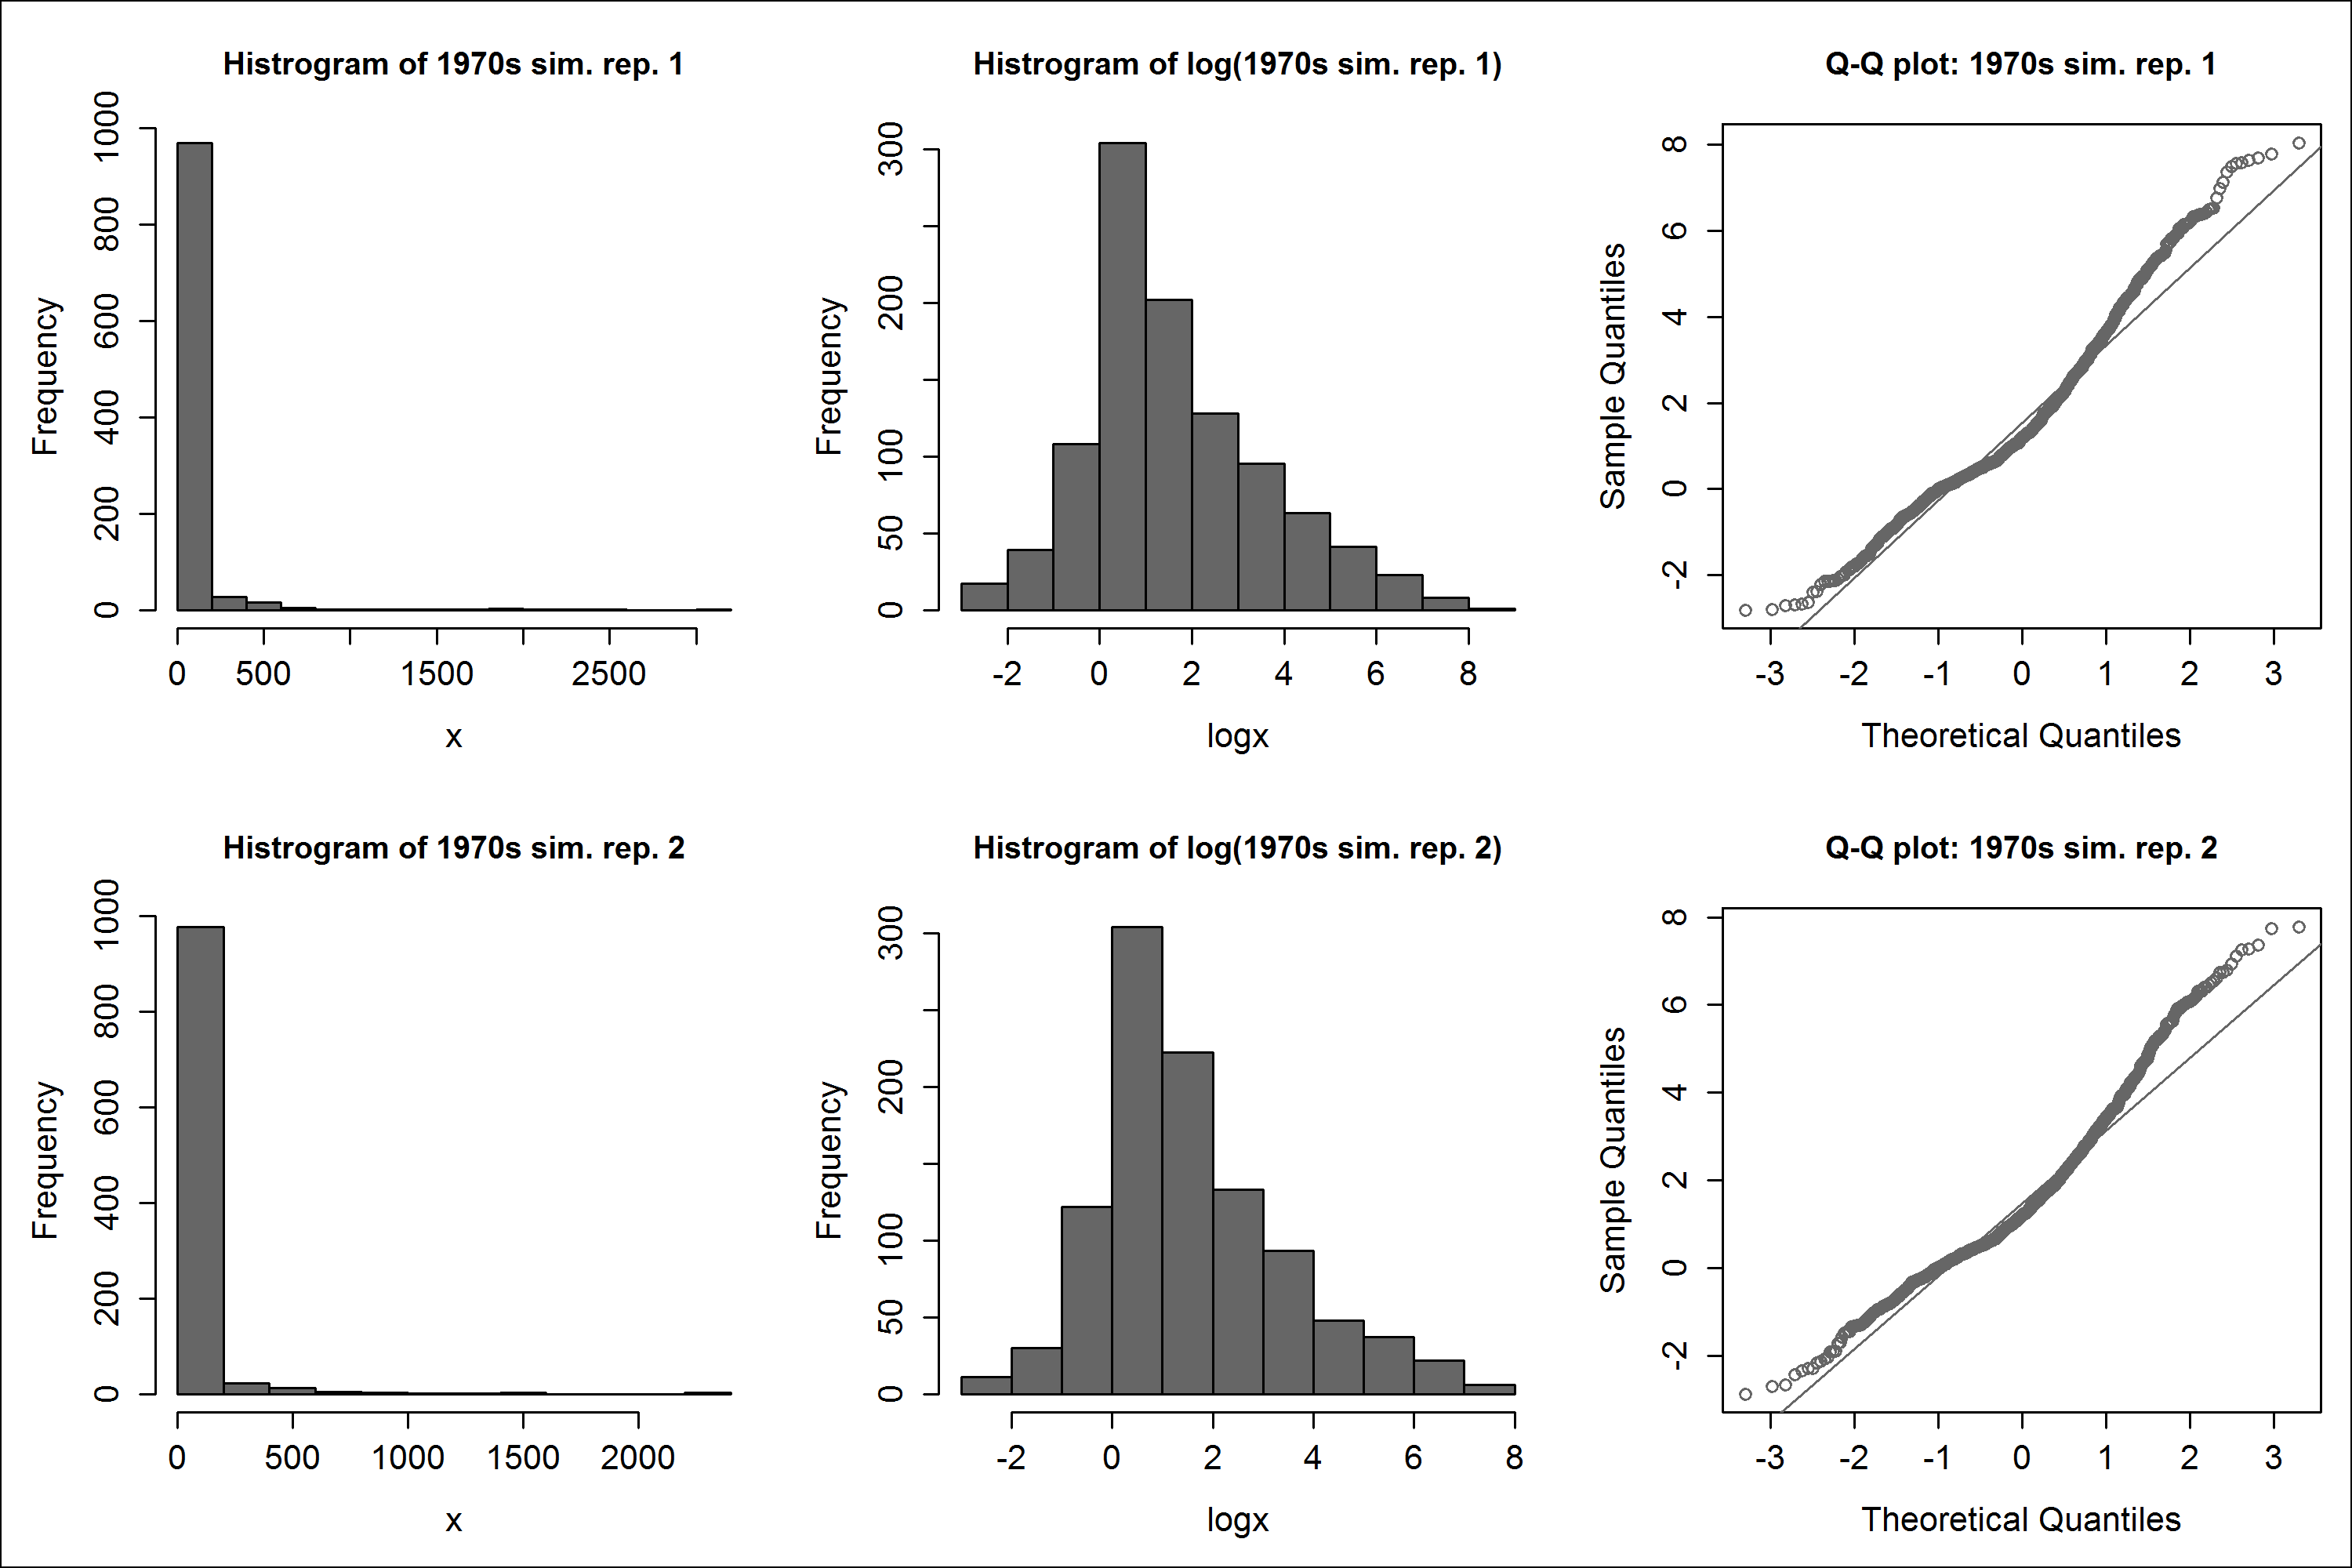 Histrogram of 1970s sim. rep. 1
Frequency
0 200 400 600 800 1000
0 500 1500 2500
x
Histrogram of log(1970s sim. rep. 1)
Frequency
0 50 100 200 300
-2 0 2 4 6 8
logx
Q-Q plot: 1970s sim. rep. 1
Sample Quantiles
-2 0 2 4 6 8
-3 -2 -1 0 1 2 3
Theoretical Quantiles
Histrogram of 1970s sim. rep. 2
Frequency
0 200 400 600 800 1000
0 500 1000 1500 2000
x
Histrogram of log(1970s sim. rep. 2)
Frequency
0 50 100 200 300
-2 0 2 4 6 8
logx
Q-Q plot: 1970s sim. rep. 2
Sample Quantiles
-2 0 2 4 6 8
-3 -2 -1 0 1 2 3
Theoretical Quantiles